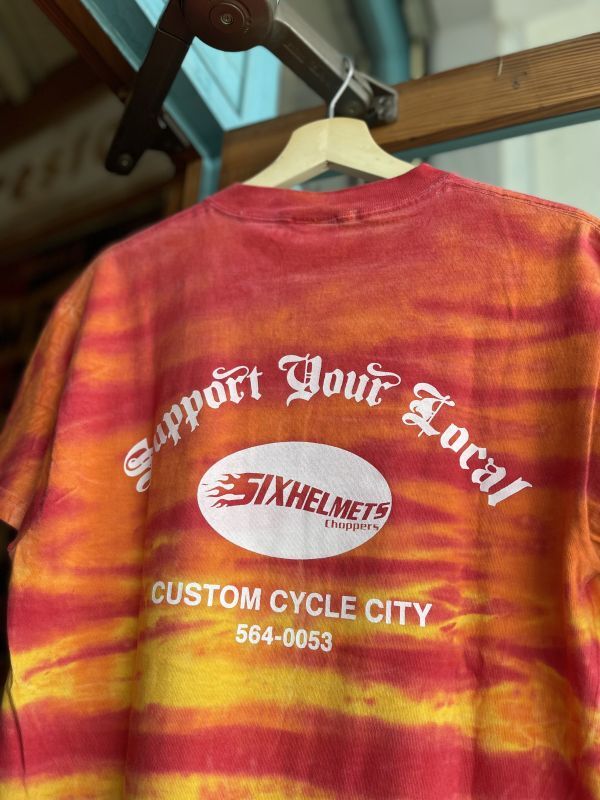 Support Your Local
SIXHELMETS
Choppers
CUSTOM CYCLE CITY
564-0053